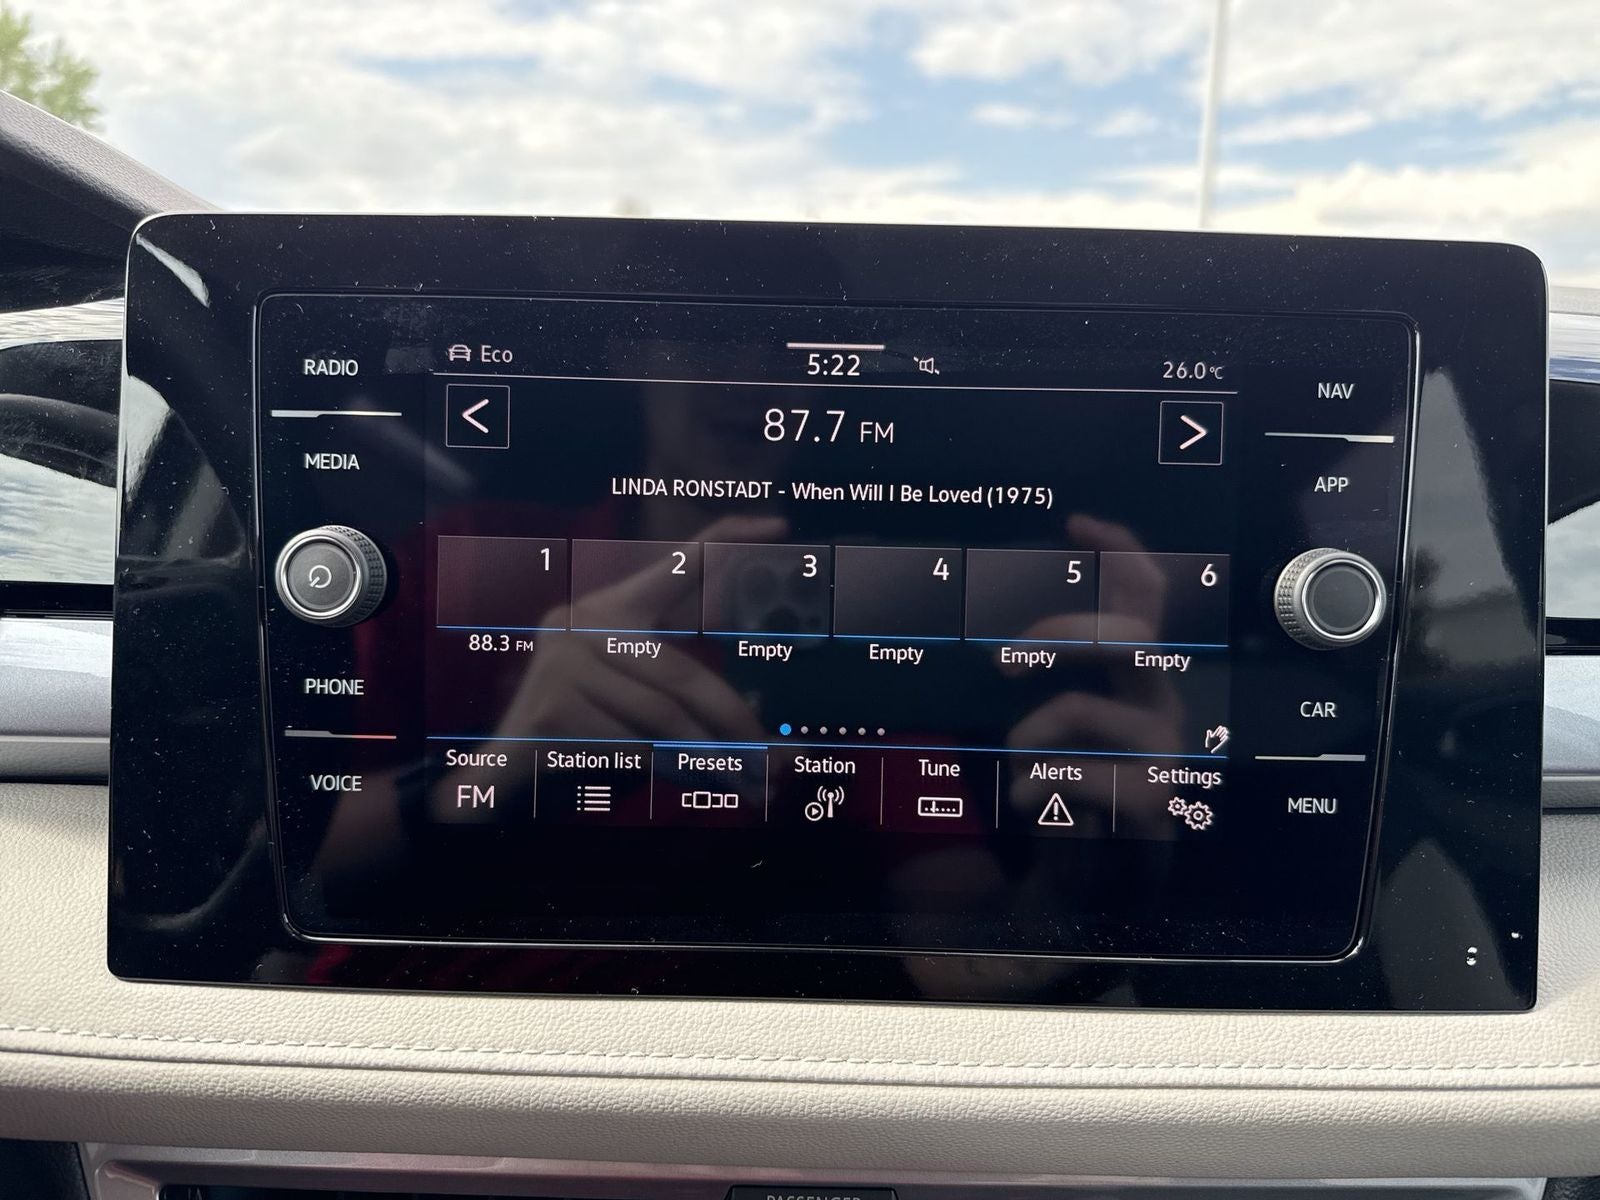 Eco
5:22
26.0°C
RADIO
MEDIA
PHONE
VOICE
87.7 FM
LINDA RONSTADT - When Will I Be Loved (1975)
1 2 3 4 5 6
88.3 FM Empty Empty Empty Empty Empty
Source Station list Presets Station Tune Alerts Settings
FM
NAV
APP
CAR
MENU
PASSENGER